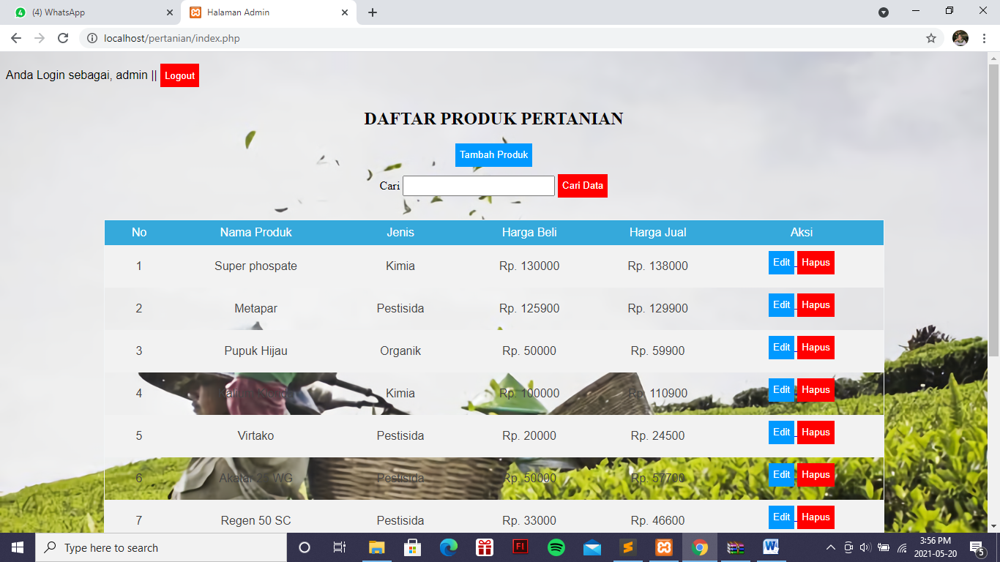 (4) WhatsApp
Halaman Admin
localhost/pertanian/index.php
Anda Login sebagai, admin || Logout
DAFTAR PRODUK PERTANIAN
Tambah Produk
Cari Cari Data
No Nama Produk Jenis Harga Beli Harga Jual Aksi
1 Super phospate Kimia Rp. 130000 Rp. 138000 Edit Hapus
2 Metapar Pestisida Rp. 125900 Rp. 129900 Edit Hapus
3 Pupuk Hijau Organik Rp. 50000 Rp. 59900 Edit Hapus
4 Kimia Rp. 100000 Rp. 110900 Edit Hapus
5 Virtako Pestisida Rp. 20000 Rp. 24500 Edit Hapus
6 WG Pestisida Rp. 50000 Rp. 57700 Edit Hapus
7 Regen 50 SC Pestisida Rp. 33000 Rp. 46600 Edit Hapus
Type here to search
3:56 PM
2021-05-20
5